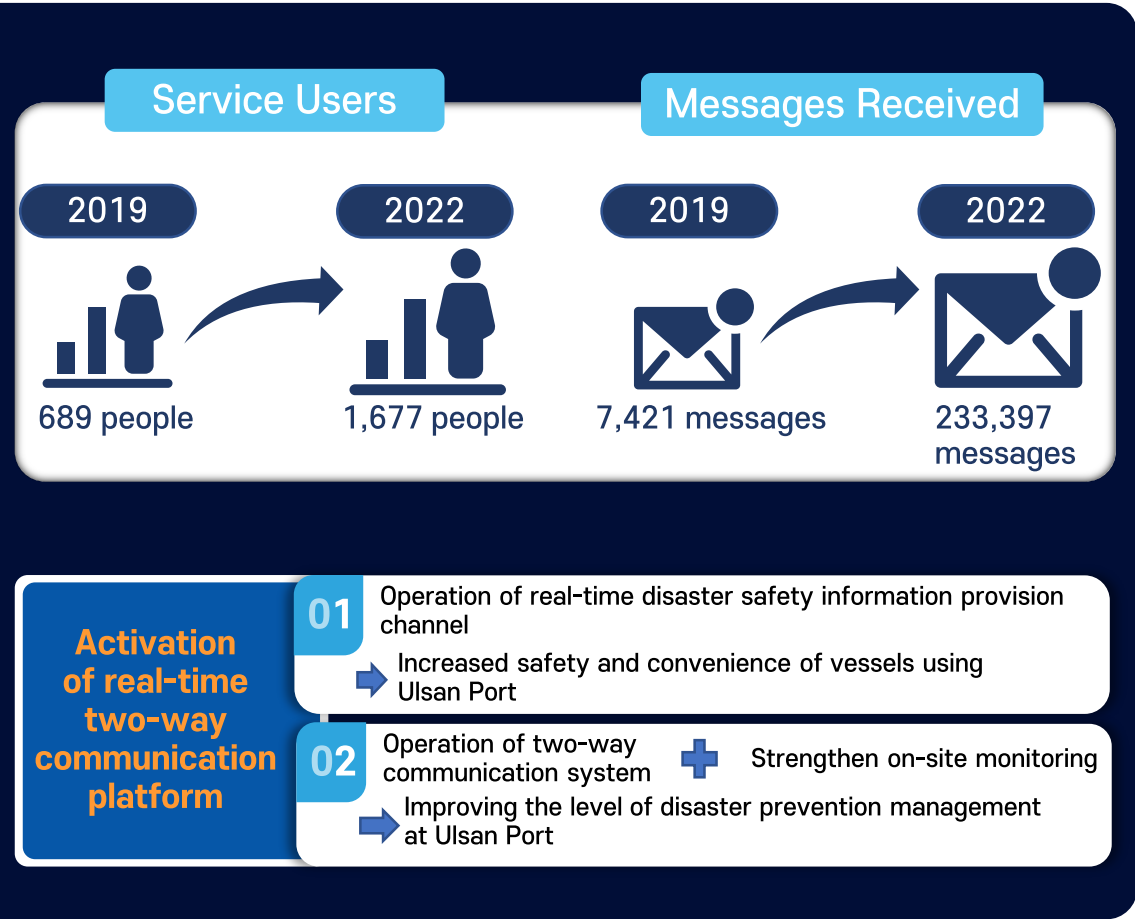 Service Users
Messages Received
2019
2022
2019
2022
689 people
1,677 people
7,421 messages
233,397
messages
Activation
of real-time
two-way
communication
platform
01
Operation of real-time disaster safety information provision
channel
Increased safety and convenience of vessels using
Ulsan Port
02
Operation of two-way
communication system
Strengthen on-site monitoring
Improving the level of disaster prevention management
at Ulsan Port